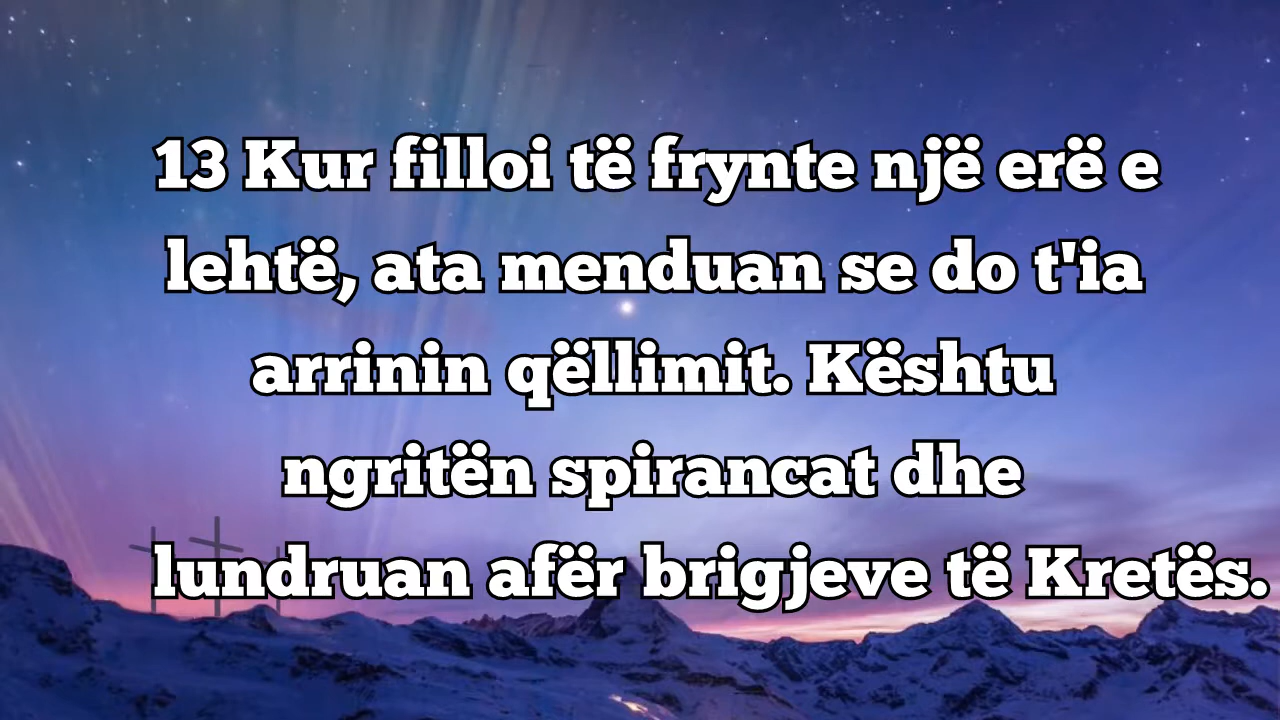 13 Kur filloi të frynte një erë e
lehtë, ata menduan se do t'ia
arrinin qëllimit. Kështu
ngritën spirancat dhe
lundruan afër brigjeve të Kretës.